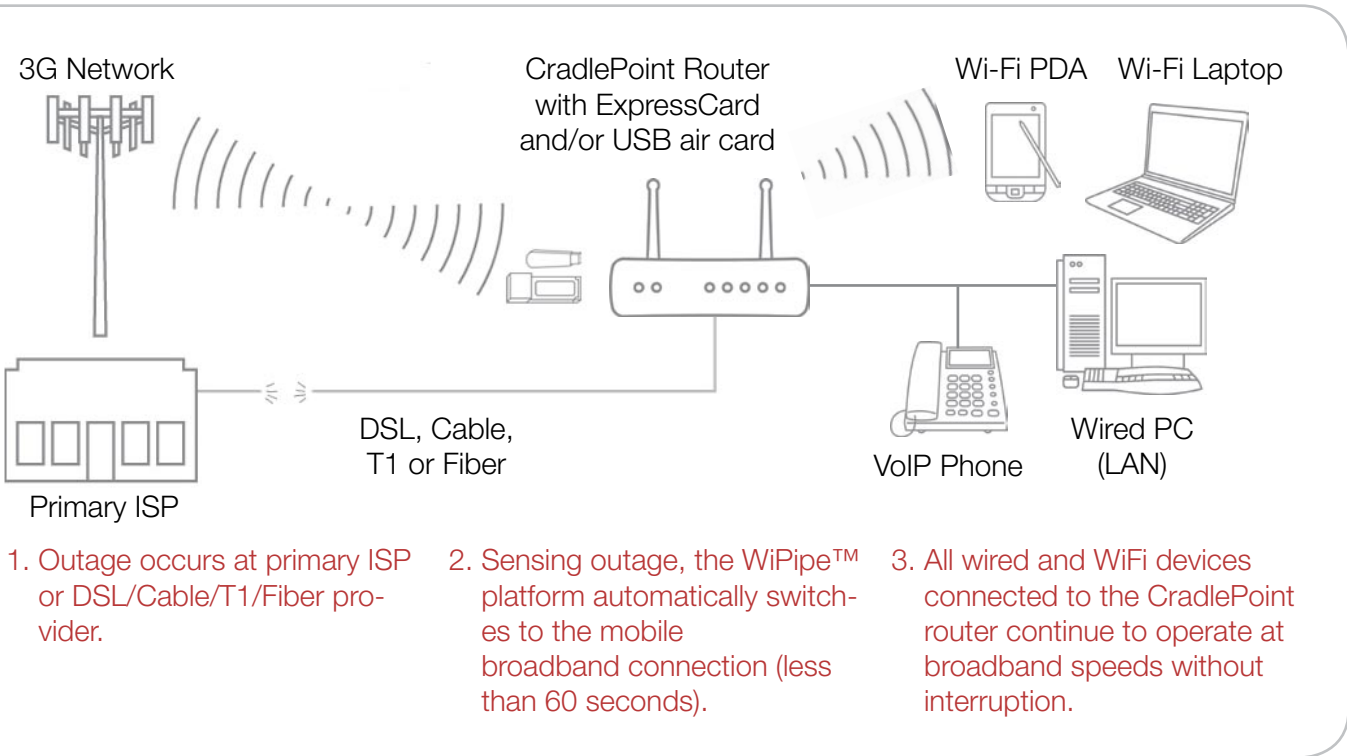 3G Network
CradlePoint Router
with ExpressCard
and/or USB air card
Wi-Fi PDA
Wi-Fi Laptop
DSL, Cable,
T1 or Fiber
Primary ISP
VoIP Phone
Wired PC
(LAN)
1. Outage occurs at primary ISP
or DSL/Cable/T1/Fiber pro-
vider.
2. Sensing outage, the WiPipe™
platform automatically switch-
es to the mobile
broadband connection (less
than 60 seconds).
3. All wired and WiFi devices
connected to the CradlePoint
router continue to operate at
broadband speeds without
interruption.